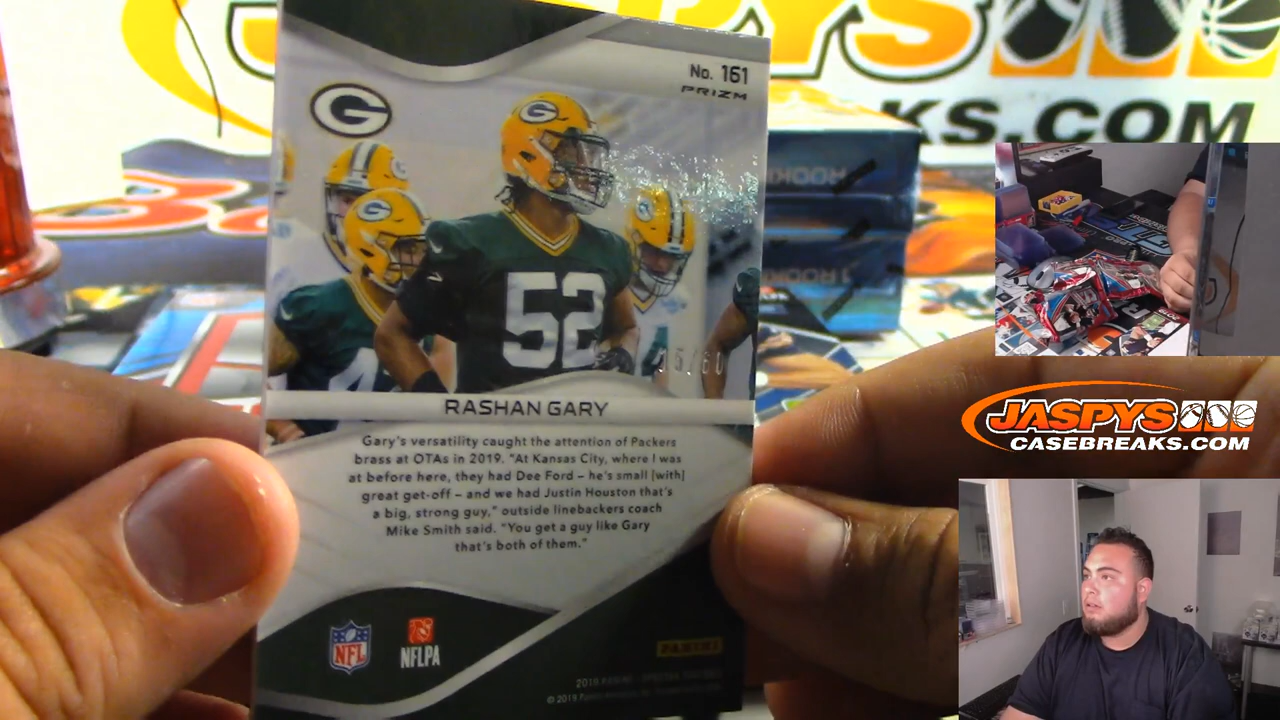 No. 161
PRIZM
G
52
RASHAN GARY
Gary's versatility caught the attention of Packers
brass at OTAs in 2019. "At Kansas City, where I was
at before here, they had Dee Ford – he's small [with]
great get-off – and we had Justin Houston that's
a big, strong guy," outside linebackers coach
Mike Smith said. "You get a guy like Gary
that's both of them."
NFL
NFLPA
PANINI
KS.COM
JASPYS
CASEBREAKS.COM